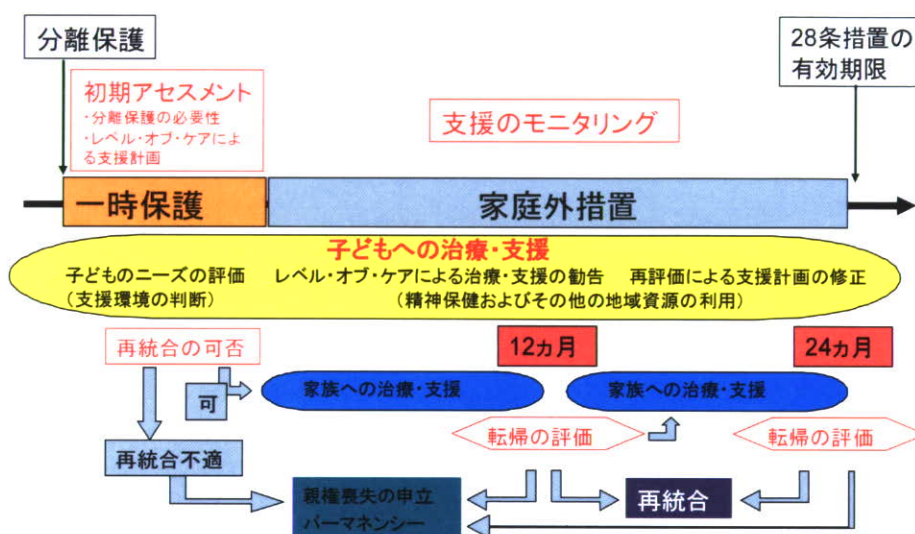 分離保護
28条措置の
有効期限
初期アセスメント
・分離保護の必要性
・レベル・オブ・ケアによ
る支援計画
支援のモニタリング
一時保護
家庭外措置
子どもへの治療・支援
子どものニーズの評価 レベル・オブ・ケアによる治療・支援の勧告 再評価による支援計画の修正
（支援環境の判断） （精神保健およびその他の地域資源の利用）
再統合の可否
12ヵ月
24ヵ月
可
家族への治療・支援
家族への治療・支援
転帰の評価
転帰の評価
再統合不適
親権喪失の申立
パーマネンシー
再統合